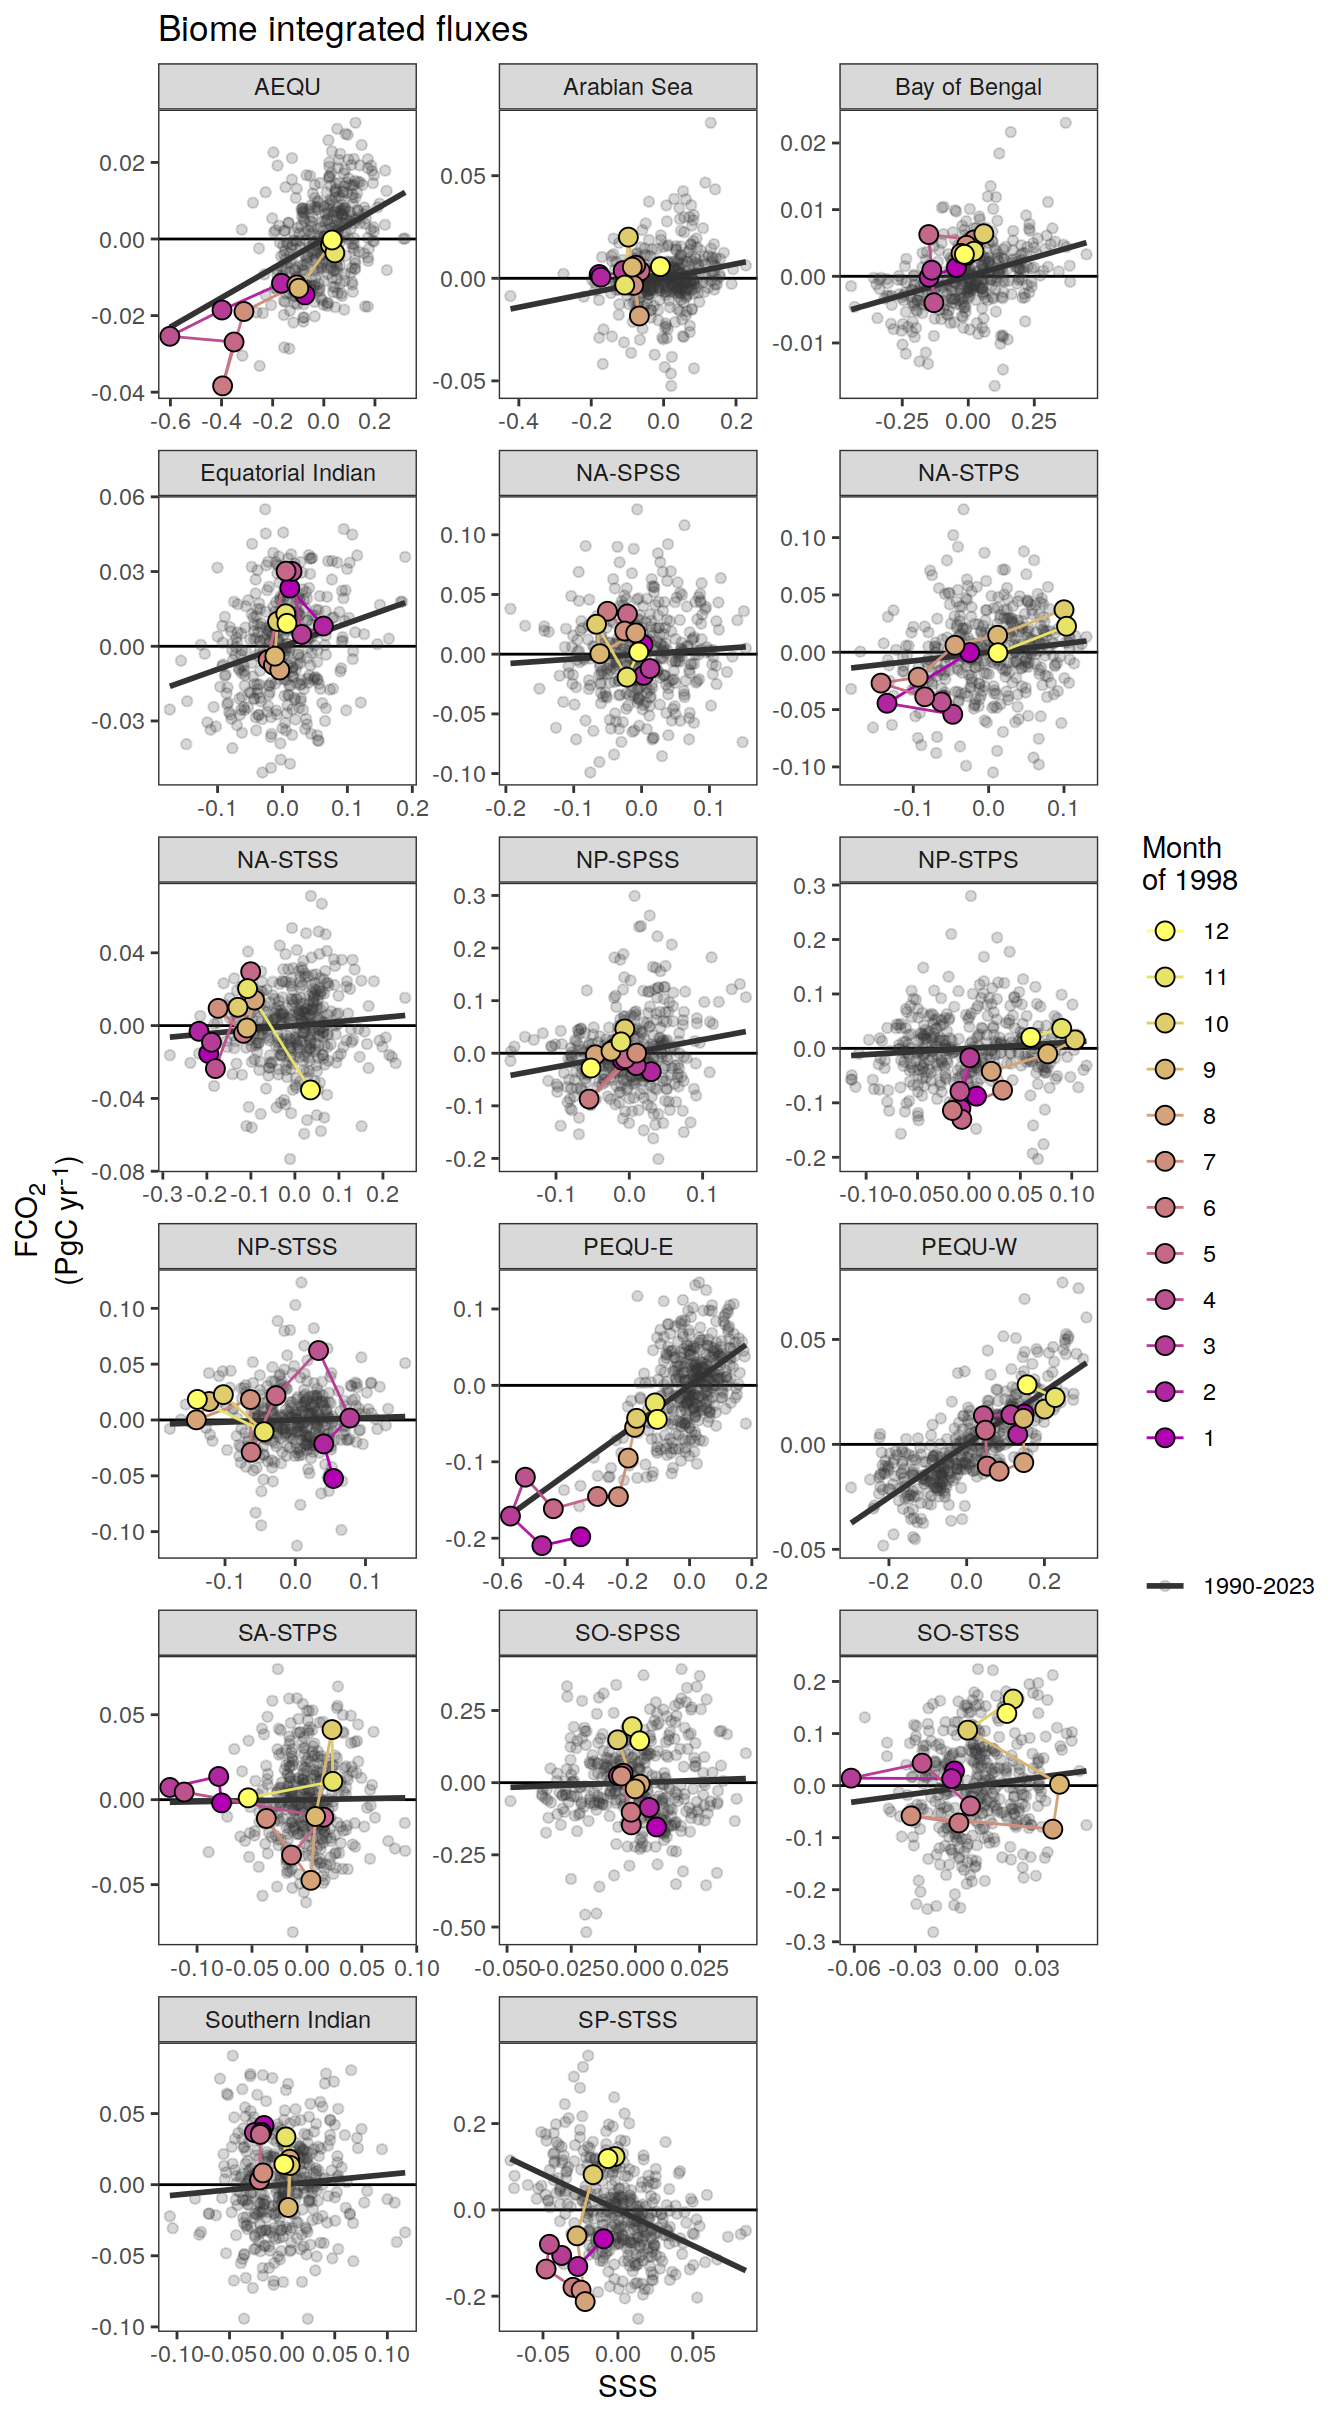 Biome integrated fluxes
AEQU
Arabian Sea
Bay of Bengal
0.02
0.00
-0.02
-0.04
0.05
0.00
-0.05
0.02
0.01
0.00
-0.01
-0.6 -0.4 -0.2 0.0 0.2
-0.4 -0.2 0.0 0.2
-0.25 0.00 0.25
Equatorial Indian
NA-SPSS
NA-STPS
0.06
0.03
0.00
-0.03
0.10
0.05
0.00
-0.05
-0.10
0.10
0.05
0.00
-0.05
-0.10
-0.1 0.0 0.1 0.2
-0.2 -0.1 0.0 0.1
-0.1 0.0 0.1
NA-STSS
NP-SPSS
NP-STPS
0.04
0.00
-0.04
-0.08
0.3
0.2
0.1
0.0
-0.1
-0.2
0.3
0.2
0.1
0.0
-0.1
-0.2
-0.3 -0.2 -0.1 0.0 0.1 0.2
-0.1 0.0 0.1
-0.10 -0.05 0.00 0.05 0.10
NP-STSS
PEQU-E
PEQU-W
0.10
0.05
0.00
-0.05
-0.10
0.1
0.0
-0.1
-0.2
0.05
0.00
-0.05
-0.1 0.0 0.1
-0.6 -0.4 -0.2 0.0 0.2
-0.2 0.0 0.2
SA-STPS
SO-SPSS
SO-STSS
0.05
0.00
-0.05
0.25
0.00
-0.25
-0.50
0.2
0.1
0.0
-0.1
-0.2
-0.3
-0.10 -0.05 0.00 0.05 0.10
-0.050 -0.025 0.000 0.025
-0.06 -0.03 0.00 0.03
Southern Indian
SP-STSS
0.05
0.00
-0.05
-0.10
0.2
0.0
-0.2
-0.10 -0.05 0.00 0.05 0.10
-0.05 0.00 0.05
SSS
FCO₂
(PgC yr⁻¹)
Month
of 1998
12
11
10
9
8
7
6
5
4
3
2
1
1990-2023